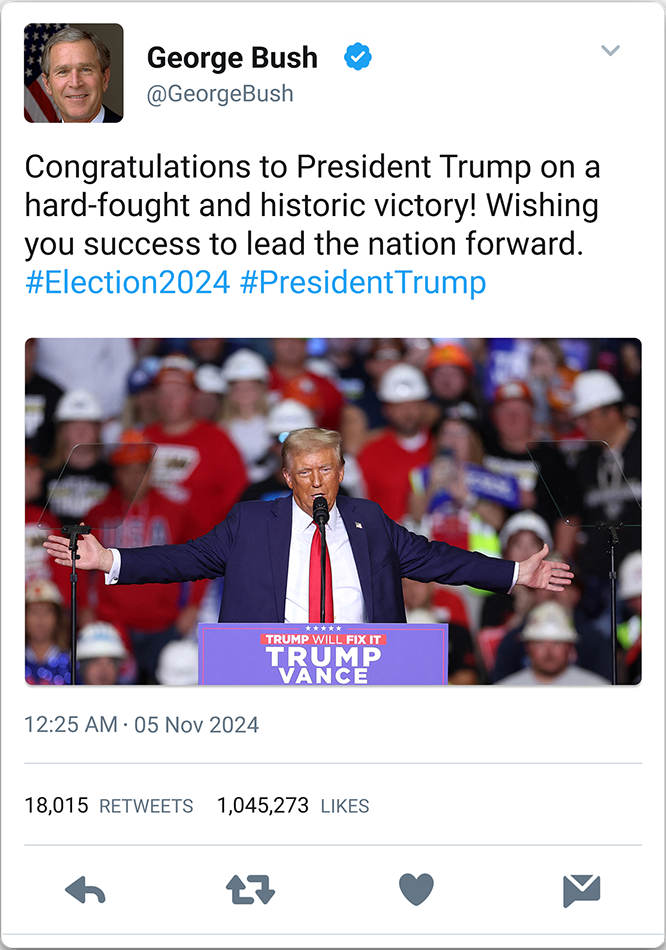 George Bush
@GeorgeBush
Congratulations to President Trump on a
hard-fought and historic victory! Wishing
you success to lead the nation forward.
#Election2024 #PresidentTrump
TRUMP WILL FIX IT
TRUMP
VANCE
12:25 AM · 05 Nov 2024
18,015 RETWEETS 1,045,273 LIKES